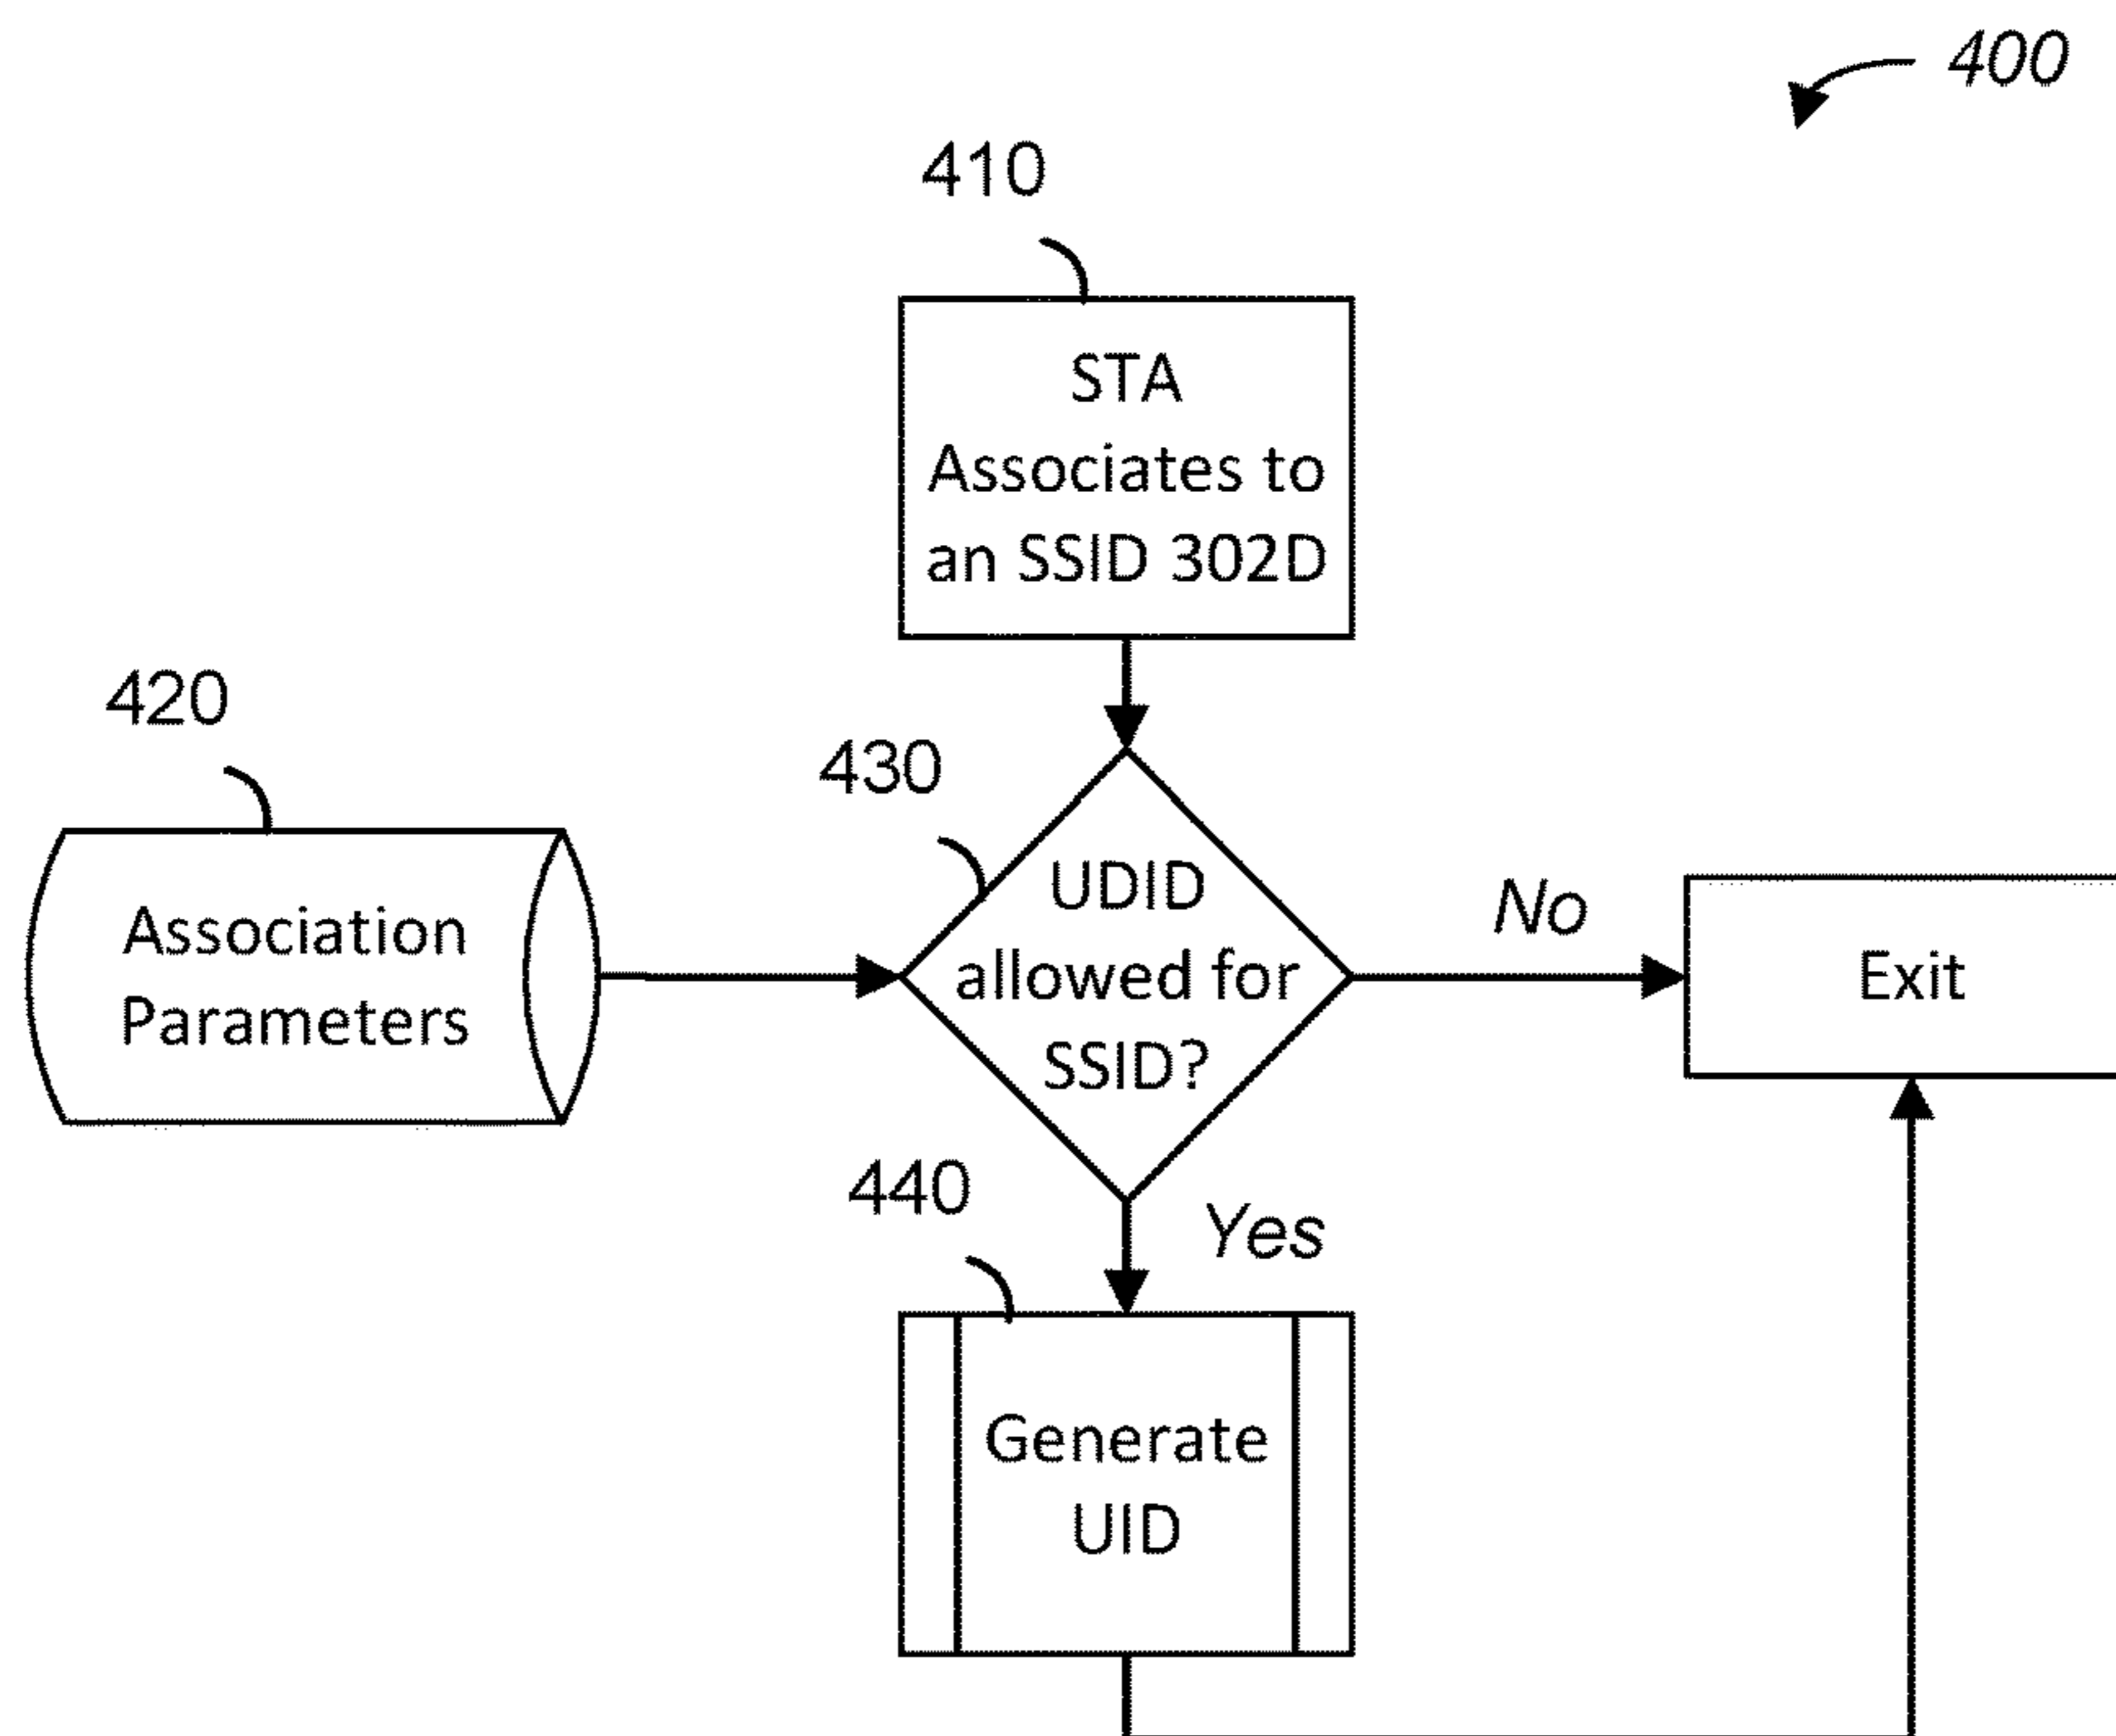 400
410
STA
Associates to
an SSID 302D
420
430
Association
Parameters
UDID
allowed for
SSID?
No
Exit
440
Yes
Generate
UID